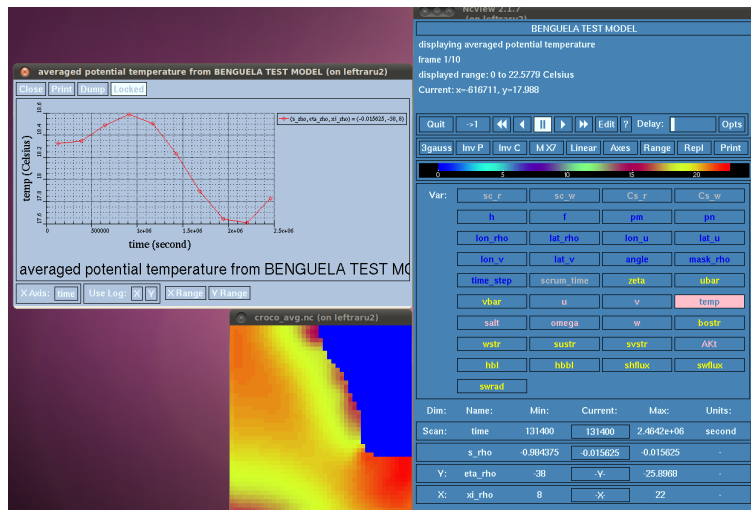 Ncview 2.1.7
(on leftraru2)
BENGUELA TEST MODEL
displaying averaged potential temperature
frame 1/10
displayed range: 0 to 22.5779 Celsius
Current: x=-616711, y=17.988
Quit ->1 Edit ? Delay: Opts
3gauss Inv P Inv C M X7 Linear Axes Range Repl Print
0 5 10 15 20
Var: sc_r sc_w Cs_r Cs_w
h f pm pn
lon_rho lat_rho lon_u lat_u
lon_v lat_v angle mask_rho
time_step scrum_time zeta ubar
vbar u v temp
salt omega w bostr
wstr sustr svstr AKt
hbl hbbl shflux swflux
swrad
Dim: Name: Min: Current: Max: Units:
Scan: time 131400 131400 2.4642e+06 second
s_rho -0.984375 -0.015625 -0.015625 -
Y: eta_rho -38 -Y- -25.8968 -
X: xi_rho 8 -X- 22 -
averaged potential temperature from BENGUELA TEST MODEL (on leftraru2)
Close Print Dump Locked
(s_rho, eta_rho, xi_rho) = (-0.015625, -38, 8)
temp (Celsius)
18.6
18.4
18.2
18
17.8
17.6
0 500000 1e+06 1.5e+06 2e+06 2.5e+06
time (second)
averaged potential temperature from BENGUELA TEST MO
X Axis: time Use Log: X Y X Range Y Range
croco_avg.nc (on leftraru2)